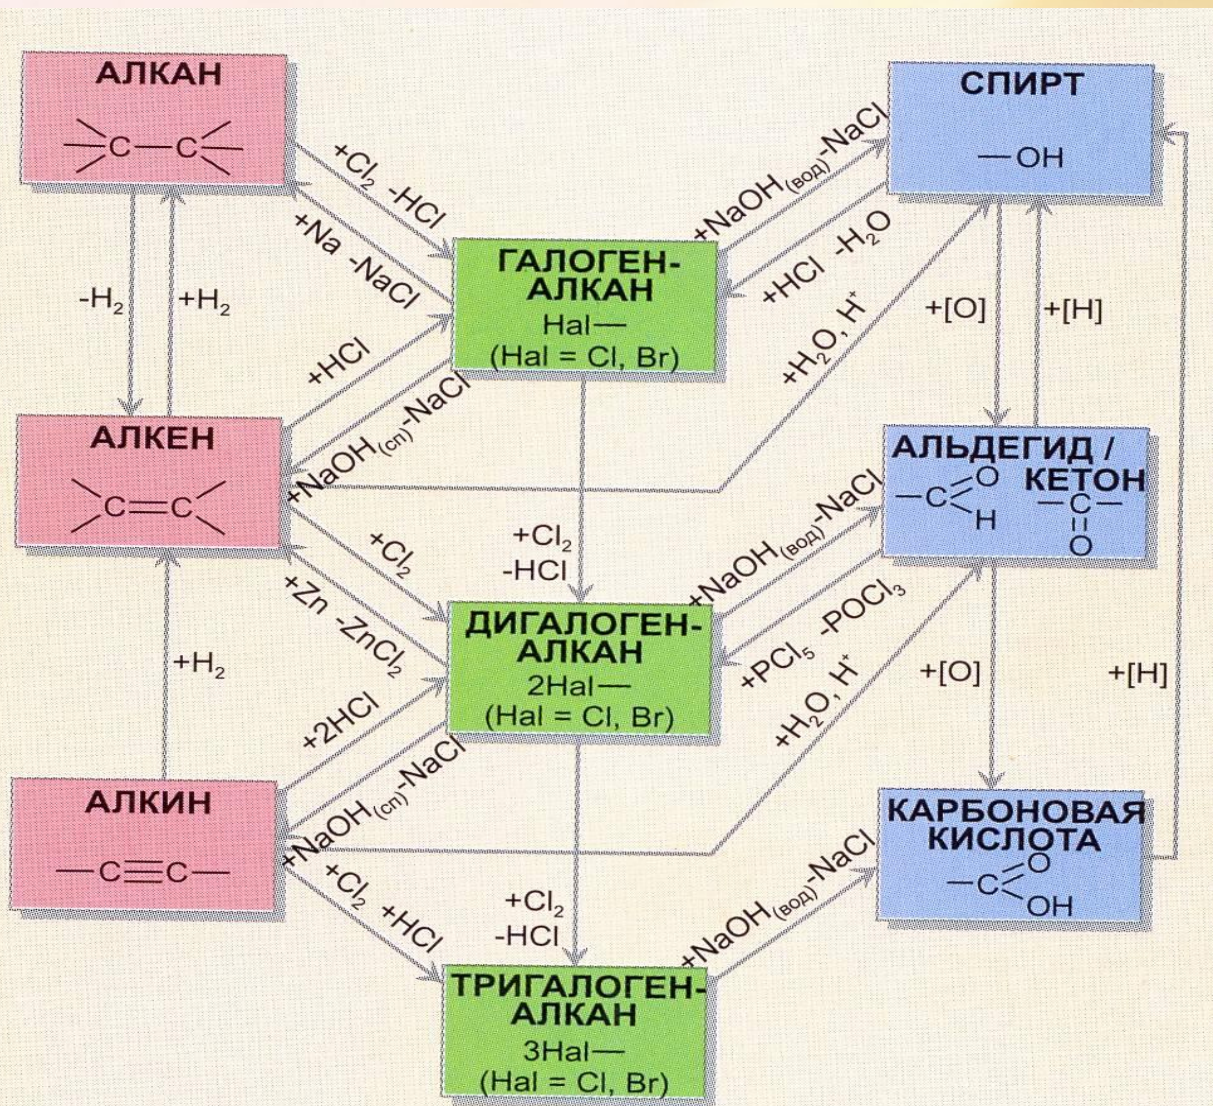 АЛКАН
C—C
СПИРТ
—OH
+Cl₂ -HCl
+Na -NaCl
+NaOH(вод)-NaCl
+HCl -H₂O
ГАЛОГЕН-
АЛКАН
Hal—
(Hal = Cl, Br)
-H₂
+H₂
+HCl
+NaOH(сп)-NaCl
+H₂O, H⁺
+[O]
+[H]
АЛКЕН
C=C
АЛЬДЕГИД /
КЕТОН
—C
O
H
—C—
O
+Cl₂
-HCl
+Cl₂
+Zn -ZnCl₂
+NaOH(вод)-NaCl
+PCl₅ -POCl₃
ДИГАЛОГЕН-
АЛКАН
2Hal—
(Hal = Cl, Br)
+H₂
+2HCl
+NaOH(сп)-NaCl
+H₂O, H⁺
+[O]
+[H]
АЛКИН
—C≡C—
КАРБОНОВАЯ
КИСЛОТА
—C
O
OH
+Cl₂ +HCl
+Cl₂
-HCl
+NaOH(вод)-NaCl
ТРИГАЛОГЕН-
АЛКАН
3Hal—
(Hal = Cl, Br)